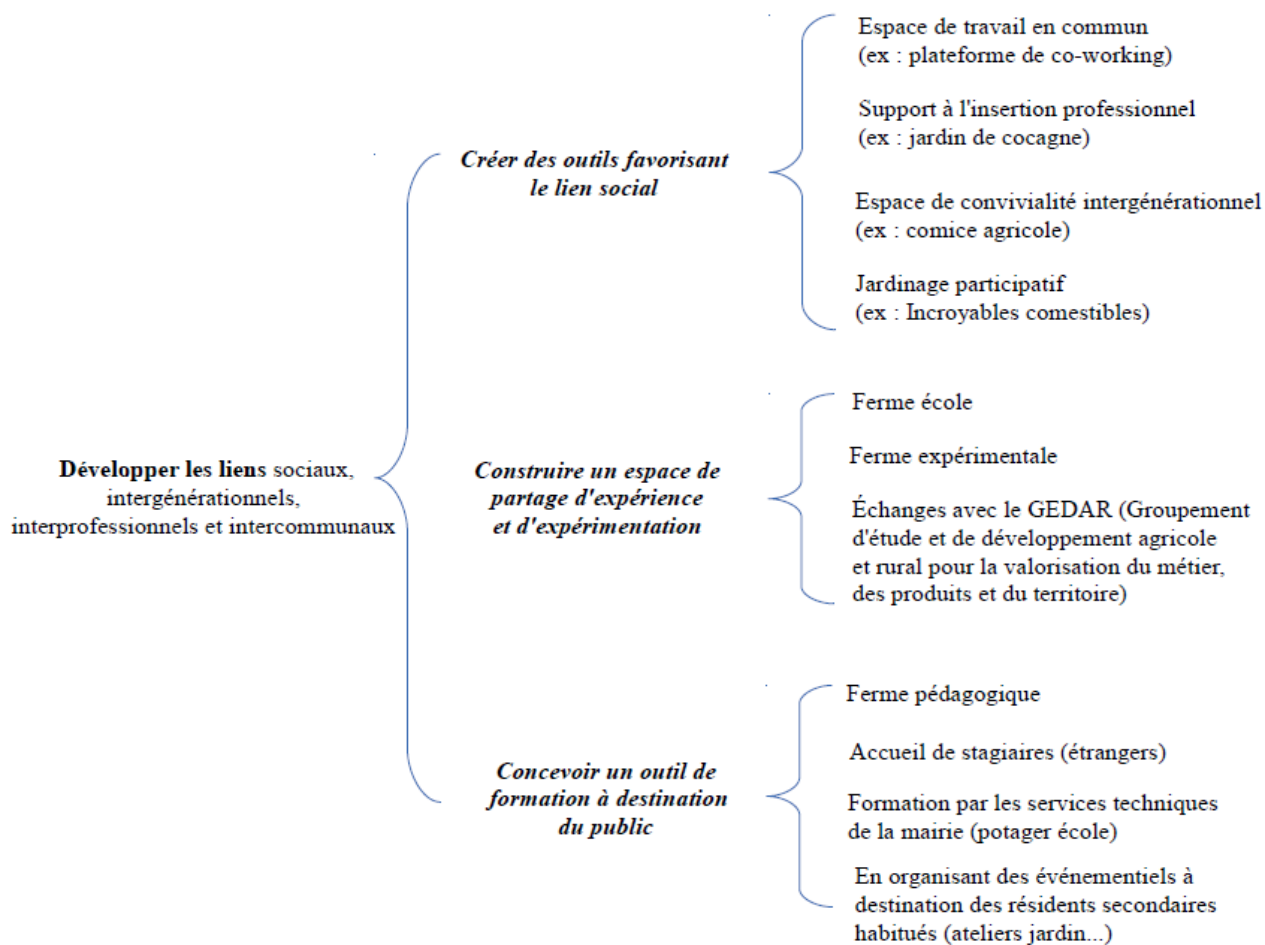 Développer les liens sociaux,
intergénérationnels,
interprofessionnels et intercommunaux
Créer des outils favorisant
le lien social
Espace de travail en commun
(ex : plateforme de co-working)
Support à l'insertion professionnel
(ex : jardin de cocagne)
Espace de convivialité intergénérationnel
(ex : comice agricole)
Jardinage participatif
(ex : Incroyables comestibles)
Construire un espace de
partage d'expérience
et d'expérimentation
Ferme école
Ferme expérimentale
Échanges avec le GEDAR (Groupement
d'étude et de développement agricole
et rural pour la valorisation du métier,
des produits et du territoire)
Concevoir un outil de
formation à destination
du public
Ferme pédagogique
Accueil de stagiaires (étrangers)
Formation par les services techniques
de la mairie (potager école)
En organisant des événementiels à
destination des résidents secondaires
habitués (ateliers jardin...)